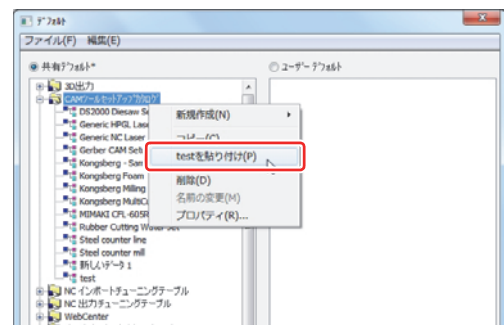 ﾃﾞﾌｫﾙﾄ
ファイル(F) 編集(E)
共有ﾃﾞﾌｫﾙﾄ*
ユーザーﾃﾞﾌｫﾙﾄ
3D出力
CAMツールセットアップカタログ
DS2000 Diesaw Se
Generic HPGL Lase
Generic NC Laser
Gerber CAM Set
Kongsberg - Sam
Kongsberg Foam
Kongsberg Milling
Kongsberg MultiCu
MIMAKI CFL-605R
Rubber Cutting
Steel counter line
Steel counter mill
新しいﾃﾞｰﾀ 1
test
NC インポートチューニングテーブル
NC 出力チューニングテーブル
WebCenter
新規作成(N)
コピー(C)
testを貼り付け(P)
削除(D)
名前の変更(M)
プロパティ(R)...